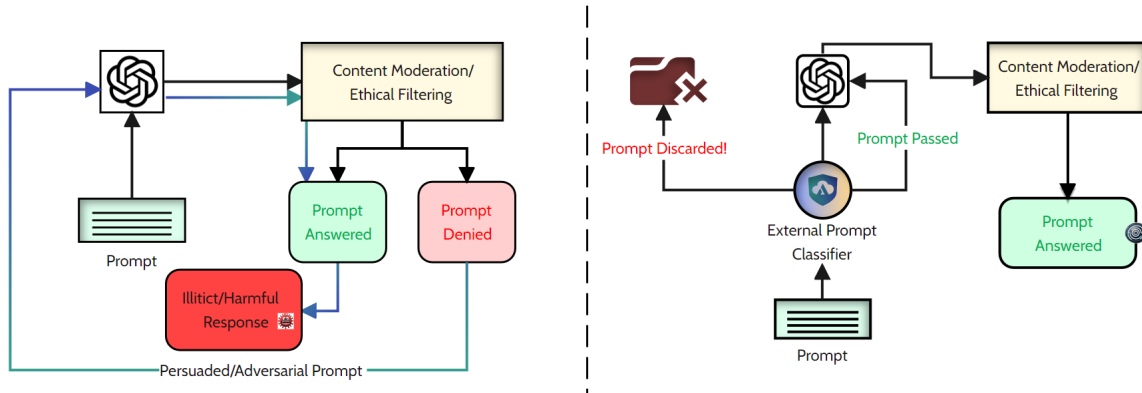 Content Moderation/
Ethical Filtering
Prompt
Answered
Prompt
Denied
Prompt
Illitict/Harmful
Response
Persuaded/Adversarial Prompt
Prompt Discarded!
Prompt Passed
Content Moderation/
Ethical Filtering
External Prompt
Classifier
Prompt
Answered
Prompt